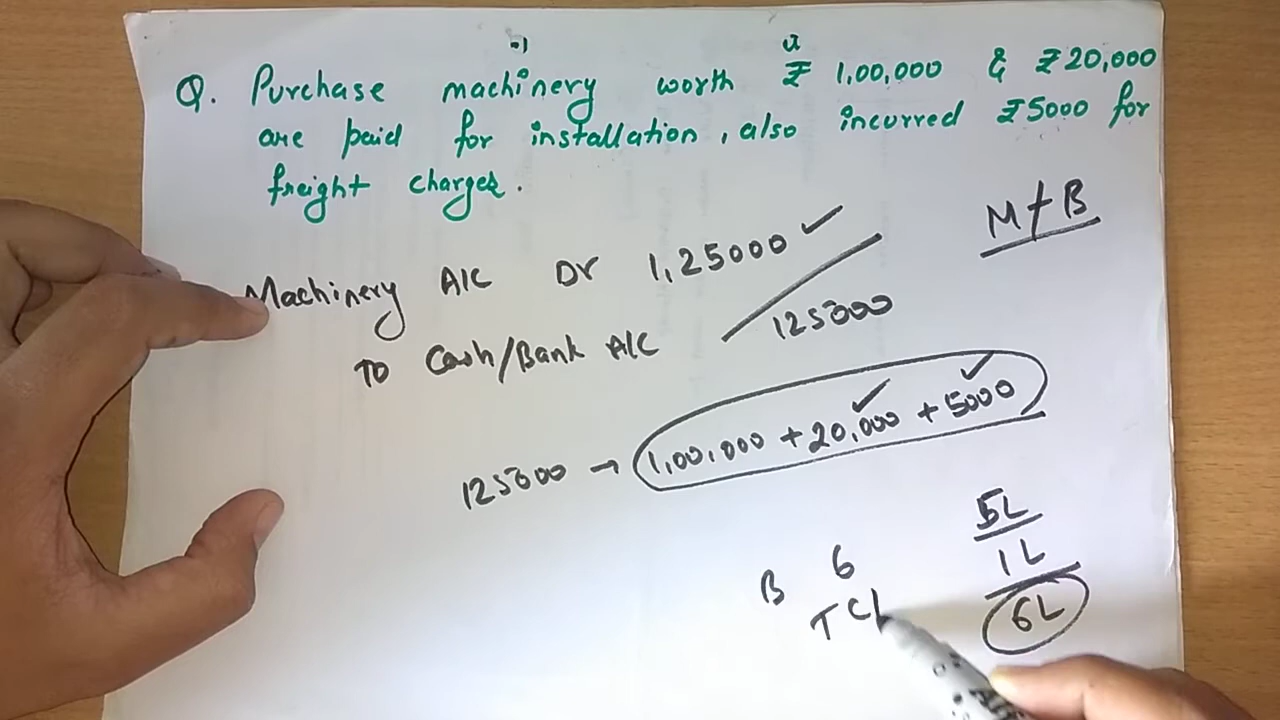 Q. Purchase machinery worth ₹ 1,00,000 & ₹20,000
are paid for installation, also incurred ₹5000 for
freight charges.
M + B
Machinery A/C Dr 1,25000 ✓
To Cash/Bank A/C 125000
125000 → 1,00,000 + 20,000 + 5000
5L
1L
6L
B 6
T C